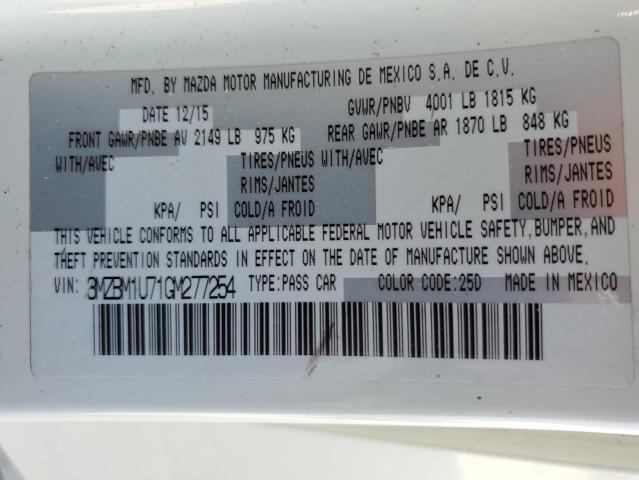 MFD. BY MAZDA MOTOR MANUFACTURING DE MEXICO S.A. DE C.V.
DATE 12/15 GVWR/PNBV 4001 LB 1815 KG
FRONT GAWR/PNBE AV 2149 LB 975 KG REAR GAWR/PNBE AR 1870 LB 848 KG
WITH/AVEC TIRES/PNEUS WITH/AVEC TIRES/PNEUS
RIMS/JANTES RIMS/JANTES
KPA/ PSI COLD/A FROID KPA/ PSI COLD/A FROID
THIS VEHICLE CONFORMS TO ALL APPLICABLE FEDERAL MOTOR VEHICLE SAFETY, BUMPER, AND
THEFT PREVENTION STANDARDS IN EFFECT ON THE DATE OF MANUFACTURE SHOWN ABOVE.
VIN: 3MZBM1U71GM277254 TYPE:PASS CAR COLOR CODE:25D MADE IN MEXICO